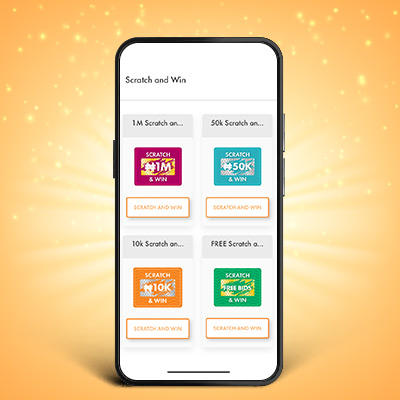 Scratch and Win
1M Scratch an...
50k Scratch an...
SCRATCH
₦1M
& WIN
SCRATCH
₦50K
& WIN
SCRATCH AND WIN
SCRATCH AND WIN
10k Scratch an...
FREE Scratch a...
SCRATCH
₦10K
& WIN
SCRATCH
FREE BIDS
& WIN
SCRATCH AND WIN
SCRATCH AND WIN